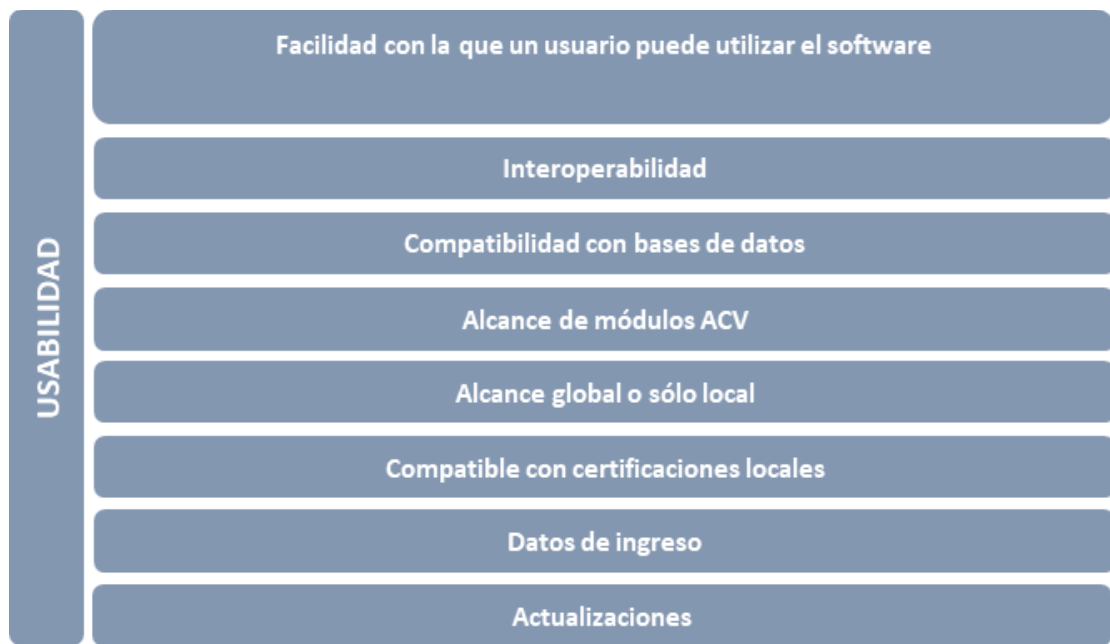 USABILIDAD
Facilidad con la que un usuario puede utilizar el software
Interoperabilidad
Compatibilidad con bases de datos
Alcance de módulos ACV
Alcance global o sólo local
Compatible con certificaciones locales
Datos de ingreso
Actualizaciones